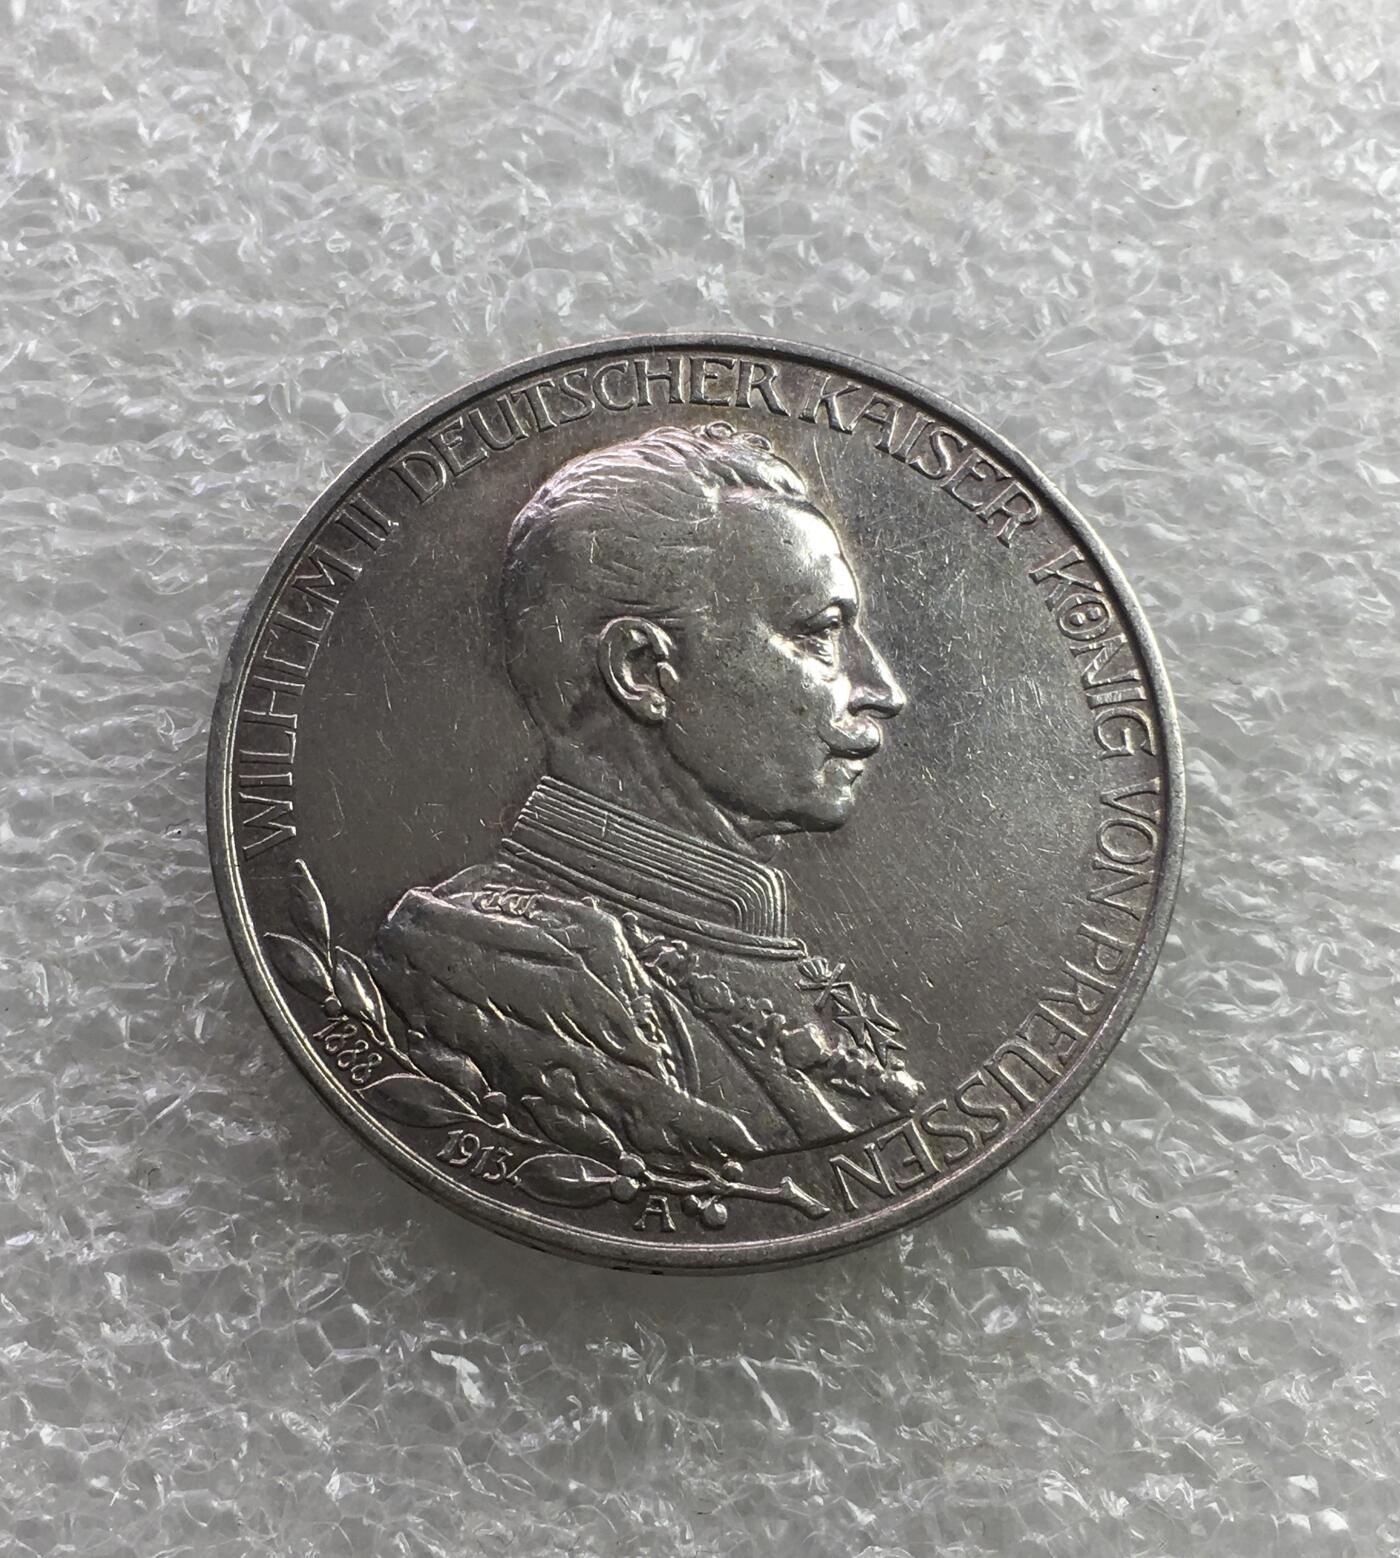 WILHELM II. DEUTSCHER KAISER KÖNIG VON PREUSSEN
1888
1913.
A